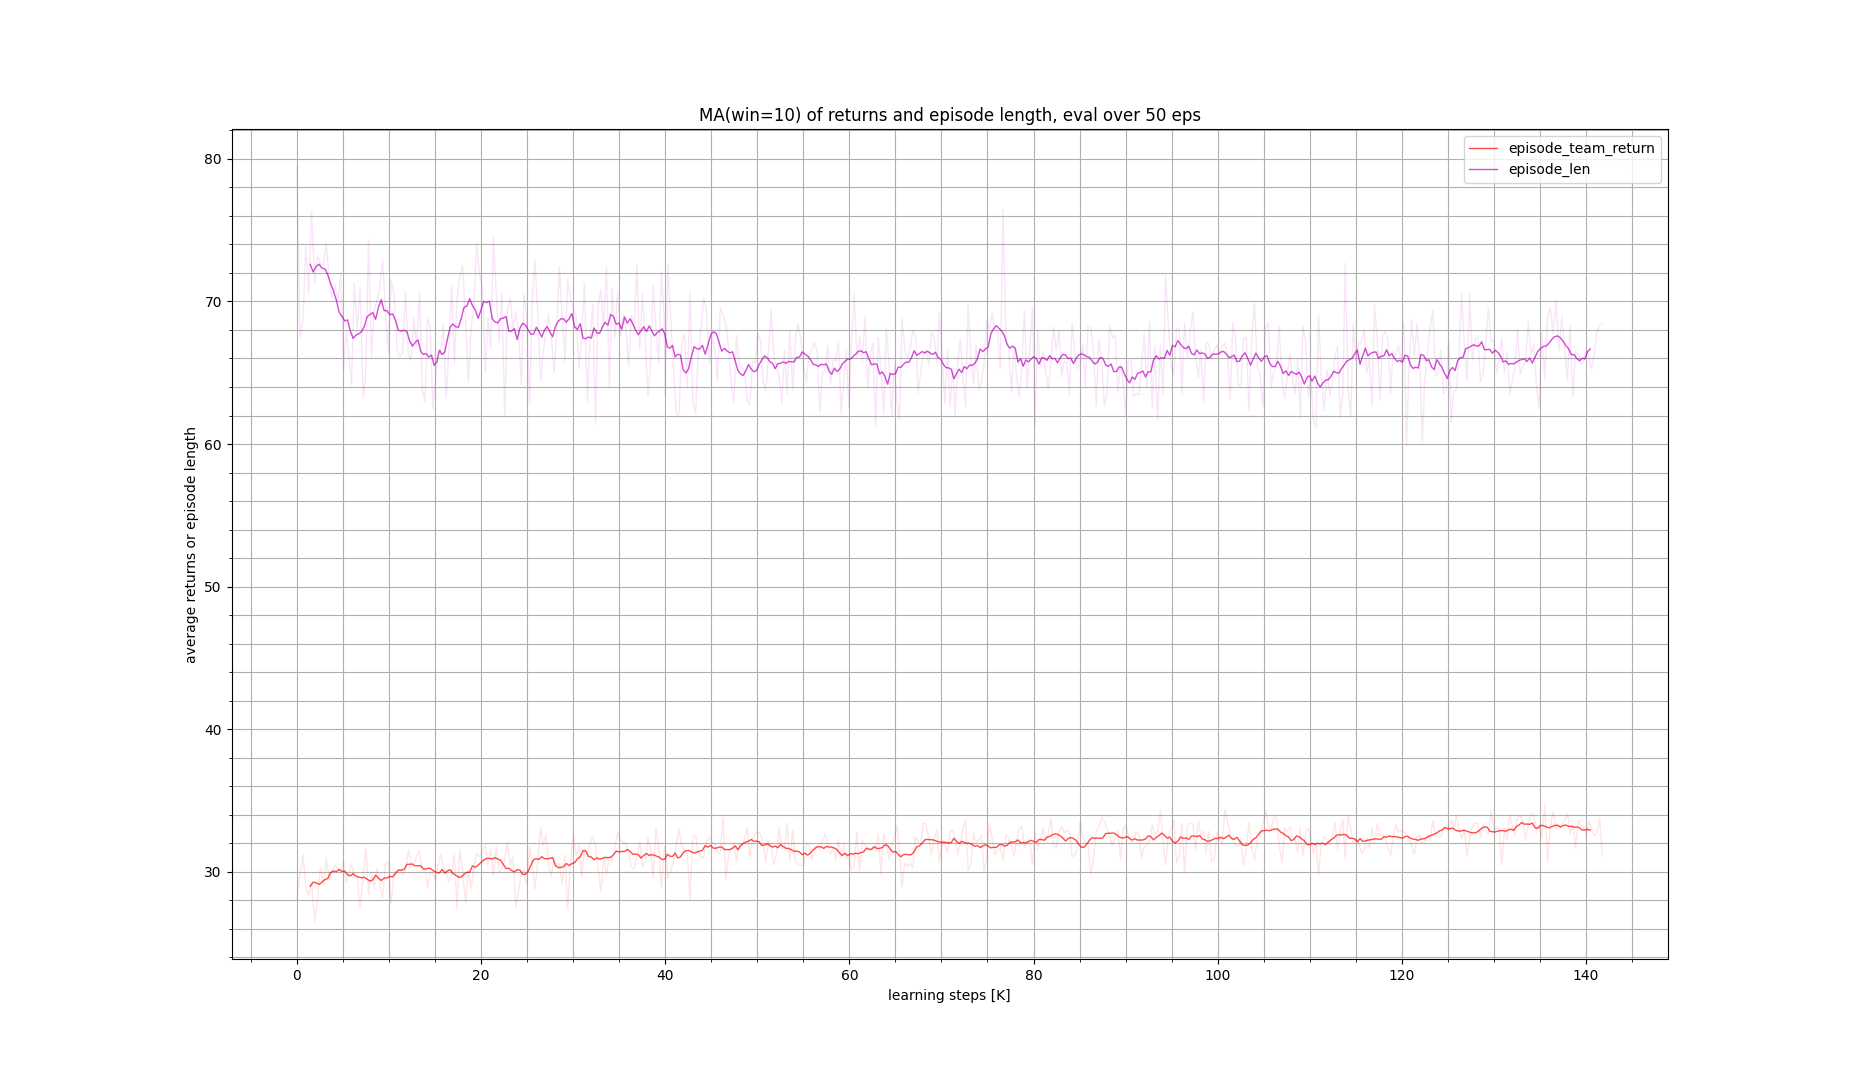 MA(win=10) of returns and episode length, eval over 50 eps
episode_team_return
episode_len
average returns or episode length
80
70
60
50
40
30
0 20 40 60 80 100 120 140
learning steps [K]